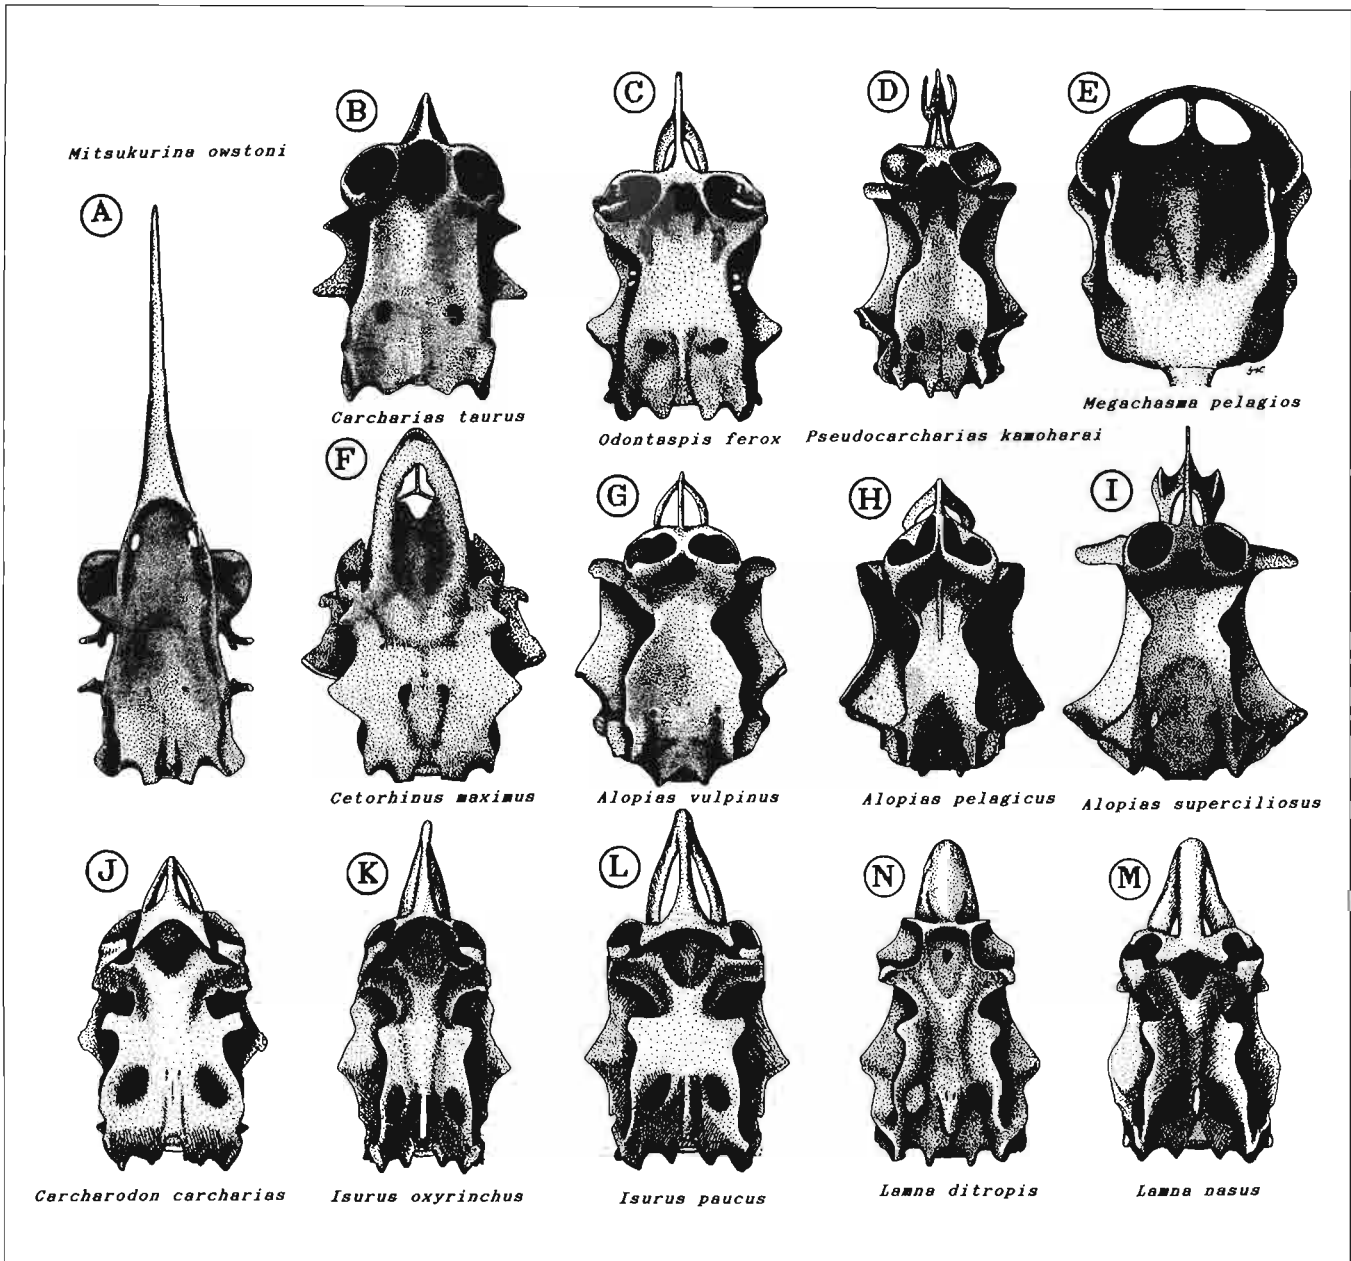 Mitsukurina owstoni
A
B
C
D
E
Carcharias taurus
Odontaspis ferox
Pseudocarcharias kamoharai
Megachasma pelagios
F
G
H
I
Cetorhinus maximus
Alopias vulpinus
Alopias pelagicus
Alopias superciliosus
J
K
L
N
M
Carcharodon carcharias
Isurus oxyrinchus
Isurus paucus
Lamna ditropis
Lamna nasus